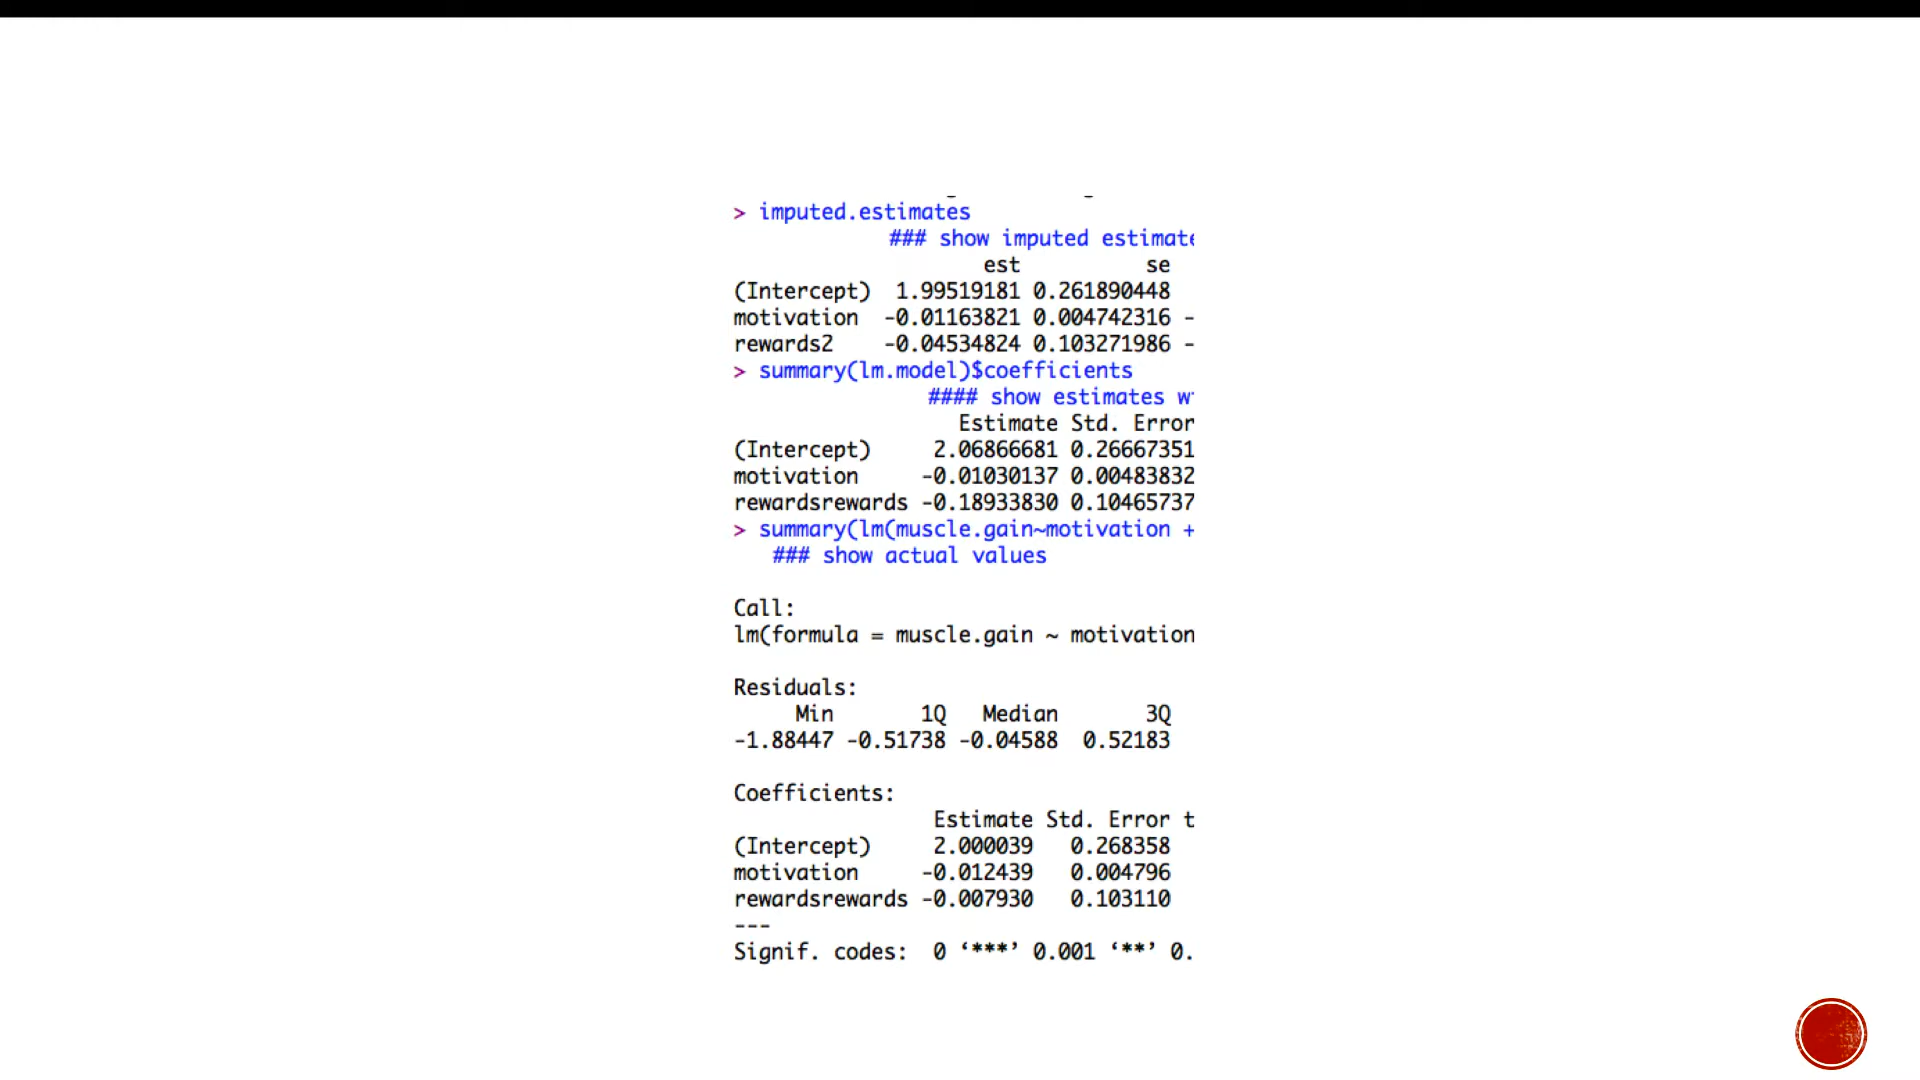 > imputed.estimates
### show imputed estimate
est se
(Intercept) 1.99519181 0.261890448
motivation -0.01163821 0.004742316 -
rewards2 -0.04534824 0.103271986 -
> summary(lm.model)$coefficients
#### show estimates w
Estimate Std. Error
(Intercept) 2.06866681 0.26667351
motivation -0.01030137 0.00483832
rewardsrewards -0.18933830 0.10465737
> summary(lm(muscle.gain~motivation +
### show actual values
Call:
lm(formula = muscle.gain ~ motivation
Residuals:
Min 1Q Median 3Q
-1.88447 -0.51738 -0.04588 0.52183
Coefficients:
Estimate Std. Error t
(Intercept) 2.000039 0.268358
motivation -0.012439 0.004796
rewardsrewards -0.007930 0.103110
---
Signif. codes: 0 ‘***’ 0.001 ‘**’ 0.